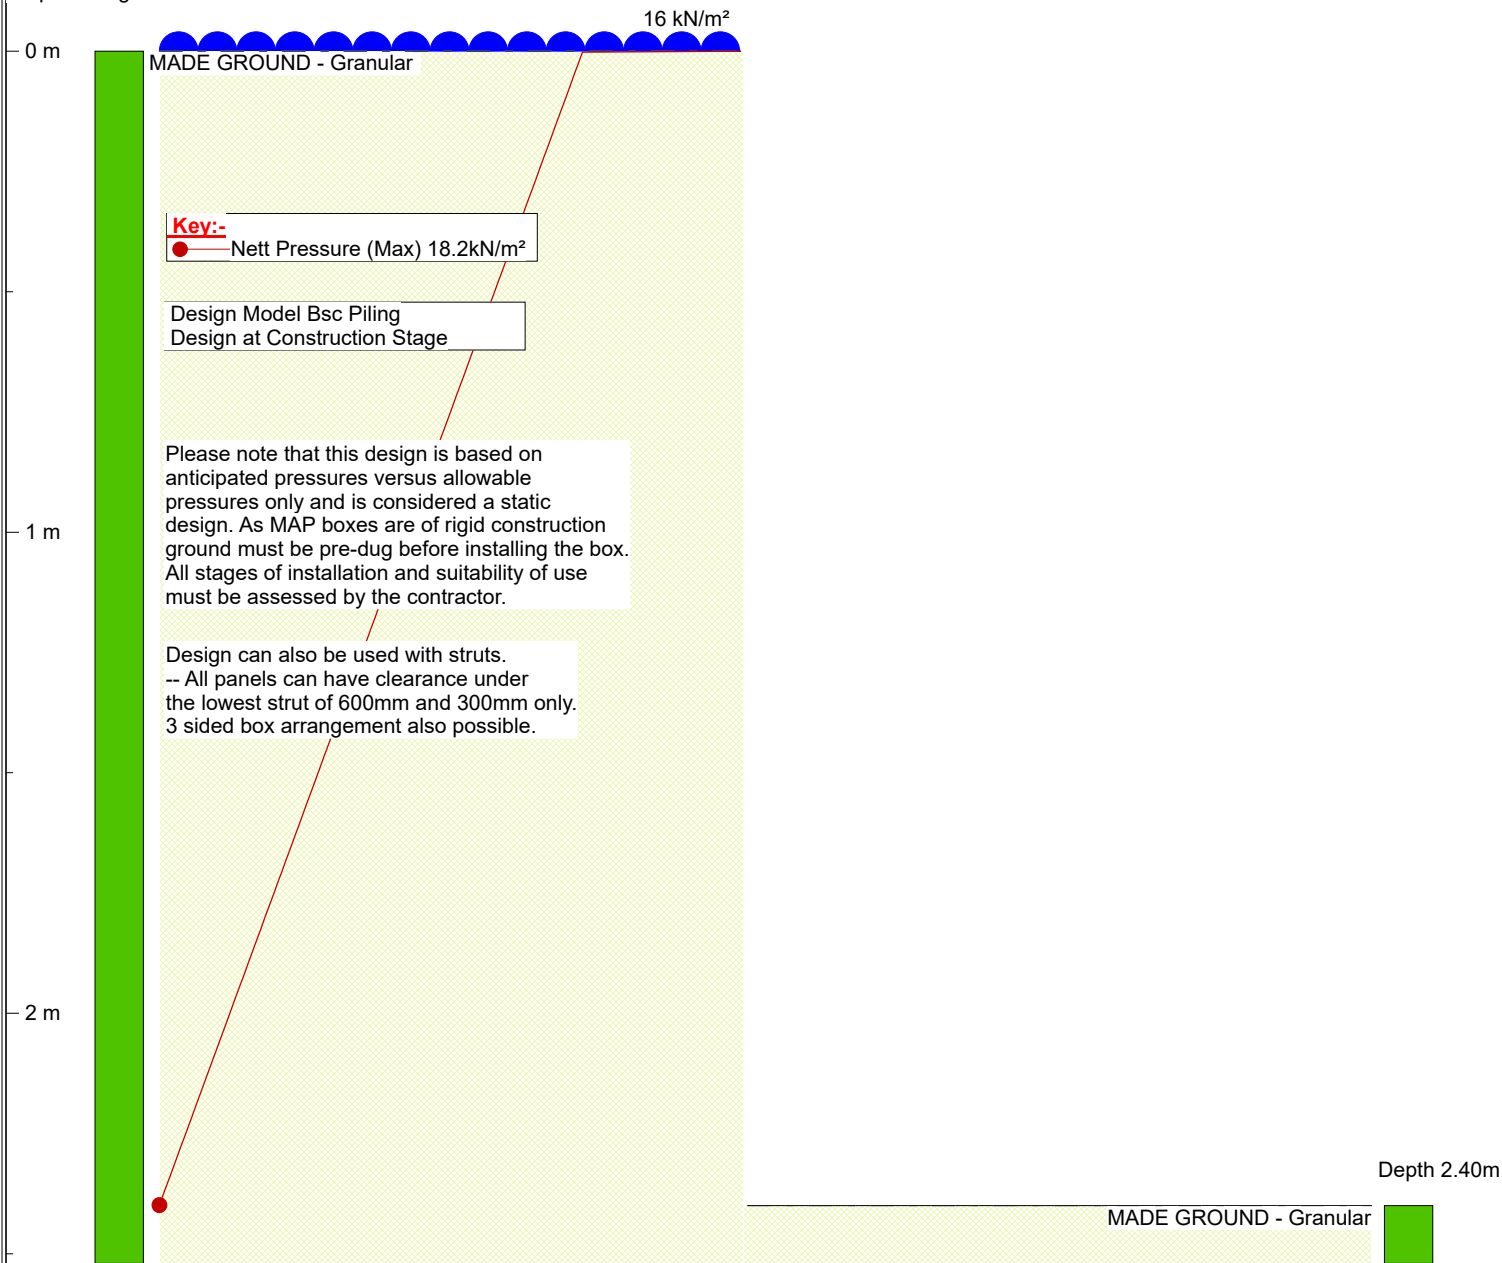 16 kN/m²
0 m
MADE GROUND - Granular
Key:-
Nett Pressure (Max) 18.2kN/m²
Design Model Bsc Piling
Design at Construction Stage
Please note that this design is based on
anticipated pressures versus allowable
pressures only and is considered a static
design. As MAP boxes are of rigid construction
ground must be pre-dug before installing the box.
All stages of installation and suitability of use
must be assessed by the contractor.
1 m
Design can also be used with struts.
-- All panels can have clearance under
the lowest strut of 600mm and 300mm only.
3 sided box arrangement also possible.
2 m
Depth 2.40m
MADE GROUND - Granular